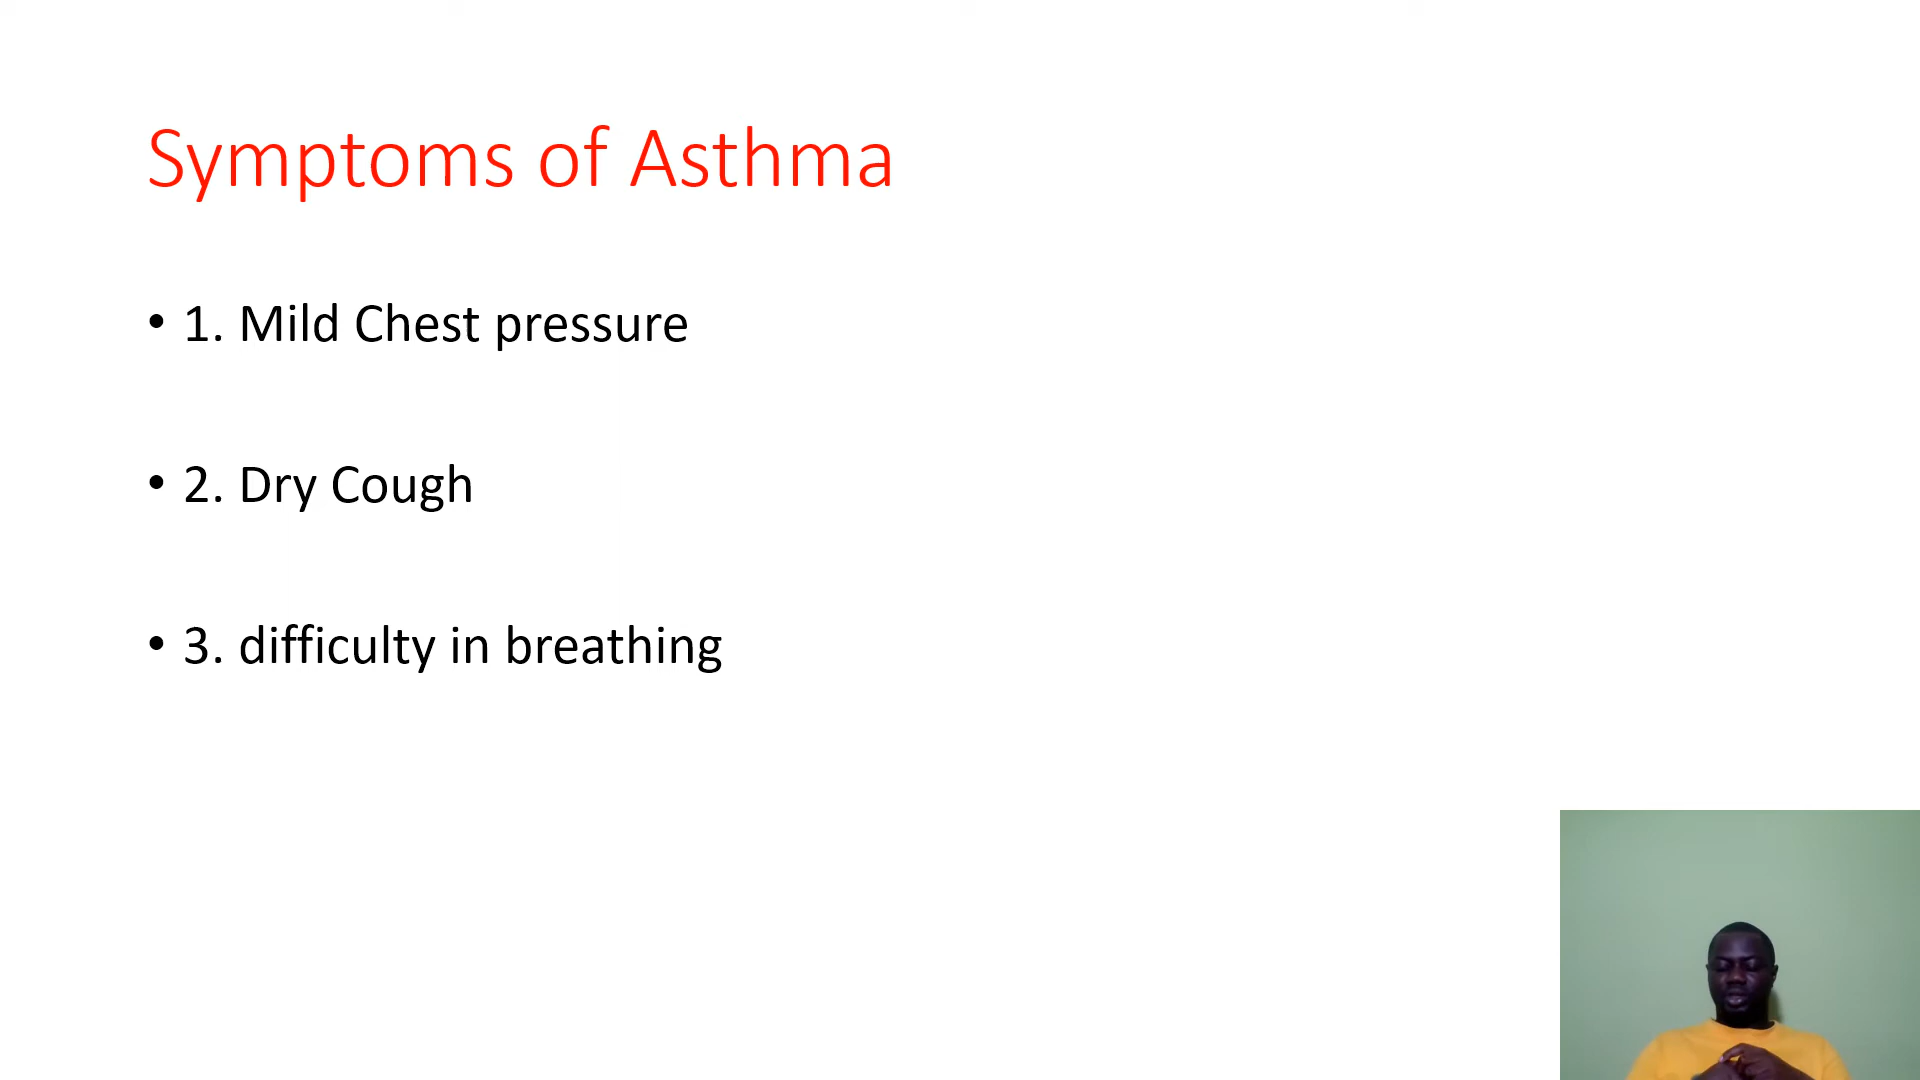 Symptoms of Asthma
• 1. Mild Chest pressure
• 2. Dry Cough
• 3. difficulty in breathing